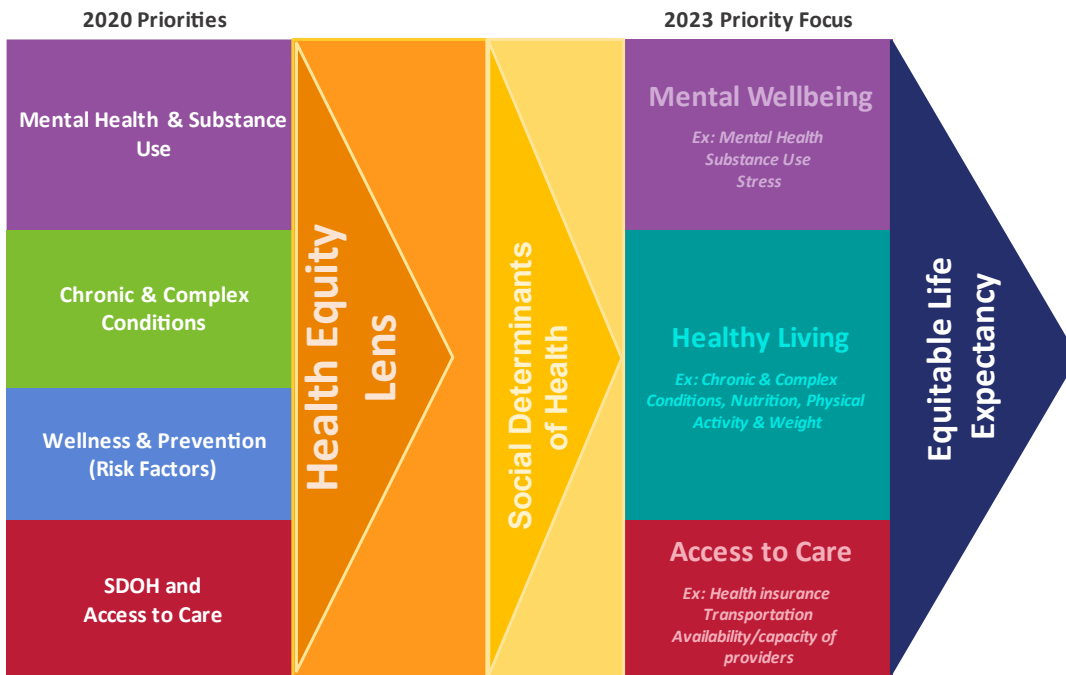 2020 Priorities
2023 Priority Focus
Mental Health & Substance
Use
Chronic & Complex
Conditions
Wellness & Prevention
(Risk Factors)
SDOH and
Access to Care
Health Equity
Lens
Social Determinants
of Health
Mental Wellbeing
Ex: Mental Health
Substance Use
Stress
Healthy Living
Ex: Chronic & Complex
Conditions, Nutrition, Physical
Activity & Weight
Access to Care
Ex: Health insurance
Transportation
Availability/capacity of
providers
Equitable Life
Expectancy